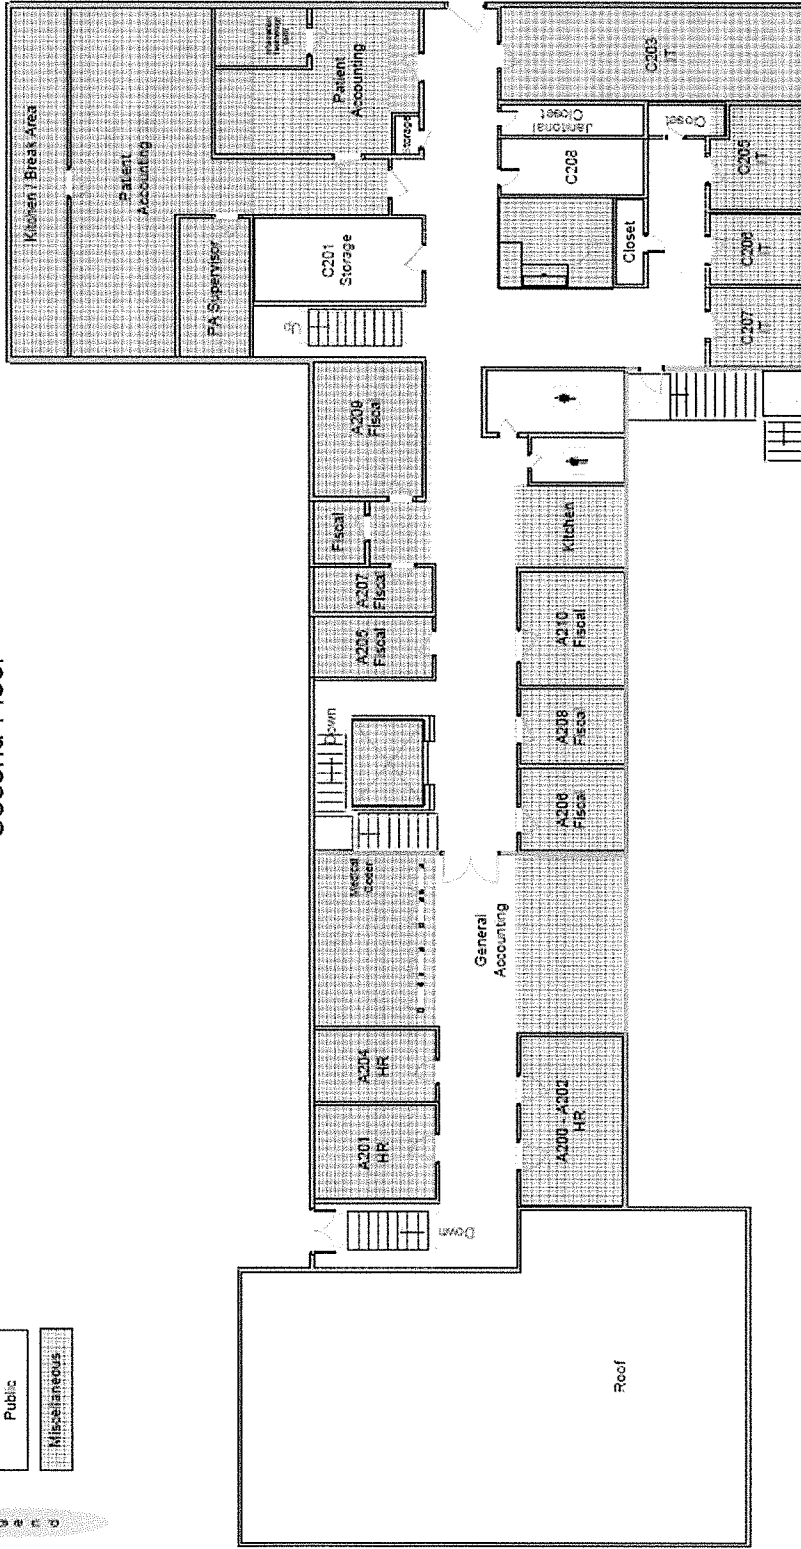 Second Floor
Public
Miscellaneous
Kitchen / Break Area
Patient
Accounting
Patient
Accounting
Storage
PA Supervisor
C201
Storage
C203
IT
Janitorial
Closet
Closet
C208
C205
IT
Closet
C206
IT
C207
IT
A209
Fiscal
Fiscal
A207
Fiscal
A205
Fiscal
Kitchen
A210
Fiscal
A208
Fiscal
A206
Fiscal
Down
Medical
General
Accounting
A204
HR
A201
HR
A200 - A202
HR
Down
Roof